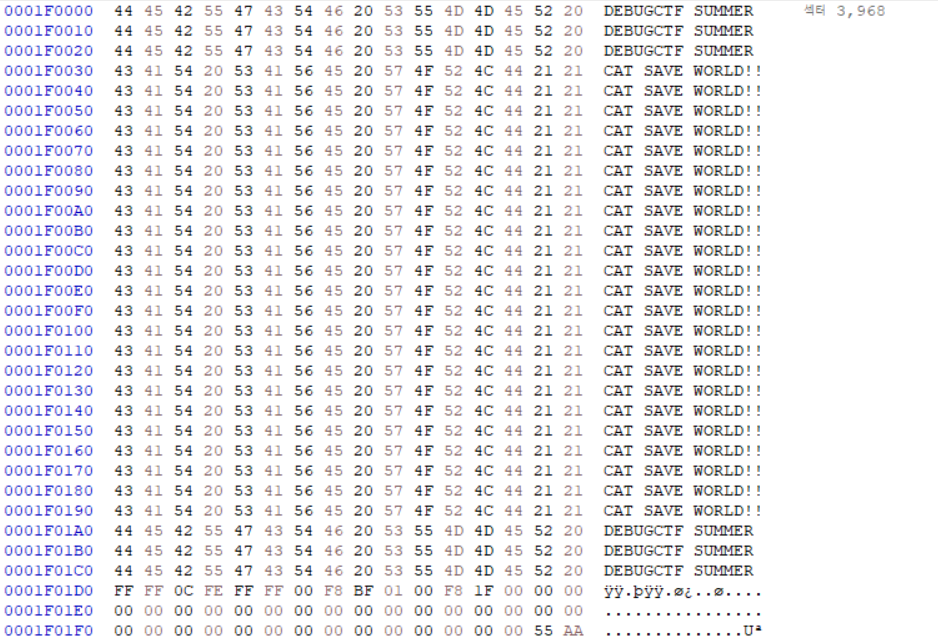 0001F0000 44 45 42 55 47 43 54 46 20 53 55 4D 4D 45 52 20 DEBUGCTF SUMMER 섹터 3,968
0001F0010 44 45 42 55 47 43 54 46 20 53 55 4D 4D 45 52 20 DEBUGCTF SUMMER
0001F0020 44 45 42 55 47 43 54 46 20 53 55 4D 4D 45 52 20 DEBUGCTF SUMMER
0001F0030 43 41 54 20 53 41 56 45 20 57 4F 52 4C 44 21 21 CAT SAVE WORLD!!
0001F0040 43 41 54 20 53 41 56 45 20 57 4F 52 4C 44 21 21 CAT SAVE WORLD!!
0001F0050 43 41 54 20 53 41 56 45 20 57 4F 52 4C 44 21 21 CAT SAVE WORLD!!
0001F0060 43 41 54 20 53 41 56 45 20 57 4F 52 4C 44 21 21 CAT SAVE WORLD!!
0001F0070 43 41 54 20 53 41 56 45 20 57 4F 52 4C 44 21 21 CAT SAVE WORLD!!
0001F0080 43 41 54 20 53 41 56 45 20 57 4F 52 4C 44 21 21 CAT SAVE WORLD!!
0001F0090 43 41 54 20 53 41 56 45 20 57 4F 52 4C 44 21 21 CAT SAVE WORLD!!
0001F00A0 43 41 54 20 53 41 56 45 20 57 4F 52 4C 44 21 21 CAT SAVE WORLD!!
0001F00B0 43 41 54 20 53 41 56 45 20 57 4F 52 4C 44 21 21 CAT SAVE WORLD!!
0001F00C0 43 41 54 20 53 41 56 45 20 57 4F 52 4C 44 21 21 CAT SAVE WORLD!!
0001F00D0 43 41 54 20 53 41 56 45 20 57 4F 52 4C 44 21 21 CAT SAVE WORLD!!
0001F00E0 43 41 54 20 53 41 56 45 20 57 4F 52 4C 44 21 21 CAT SAVE WORLD!!
0001F00F0 43 41 54 20 53 41 56 45 20 57 4F 52 4C 44 21 21 CAT SAVE WORLD!!
0001F0100 43 41 54 20 53 41 56 45 20 57 4F 52 4C 44 21 21 CAT SAVE WORLD!!
0001F0110 43 41 54 20 53 41 56 45 20 57 4F 52 4C 44 21 21 CAT SAVE WORLD!!
0001F0120 43 41 54 20 53 41 56 45 20 57 4F 52 4C 44 21 21 CAT SAVE WORLD!!
0001F0130 43 41 54 20 53 41 56 45 20 57 4F 52 4C 44 21 21 CAT SAVE WORLD!!
0001F0140 43 41 54 20 53 41 56 45 20 57 4F 52 4C 44 21 21 CAT SAVE WORLD!!
0001F0150 43 41 54 20 53 41 56 45 20 57 4F 52 4C 44 21 21 CAT SAVE WORLD!!
0001F0160 43 41 54 20 53 41 56 45 20 57 4F 52 4C 44 21 21 CAT SAVE WORLD!!
0001F0170 43 41 54 20 53 41 56 45 20 57 4F 52 4C 44 21 21 CAT SAVE WORLD!!
0001F0180 43 41 54 20 53 41 56 45 20 57 4F 52 4C 44 21 21 CAT SAVE WORLD!!
0001F0190 43 41 54 20 53 41 56 45 20 57 4F 52 4C 44 21 21 CAT SAVE WORLD!!
0001F01A0 44 45 42 55 47 43 54 46 20 53 55 4D 4D 45 52 20 DEBUGCTF SUMMER
0001F01B0 44 45 42 55 47 43 54 46 20 53 55 4D 4D 45 52 20 DEBUGCTF SUMMER
0001F01C0 44 45 42 55 47 43 54 46 20 53 55 4D 4D 45 52 20 DEBUGCTF SUMMER
0001F01D0 FF FF 0C FE FF FF 00 F8 BF 01 00 F8 1F 00 00 00 ÿÿ.þÿÿ.ø¿..ø....
0001F01E0 00 00 00 00 00 00 00 00 00 00 00 00 00 00 00 00 ................
0001F01F0 00 00 00 00 00 00 00 00 00 00 00 00 00 00 55 AA ..............Uª